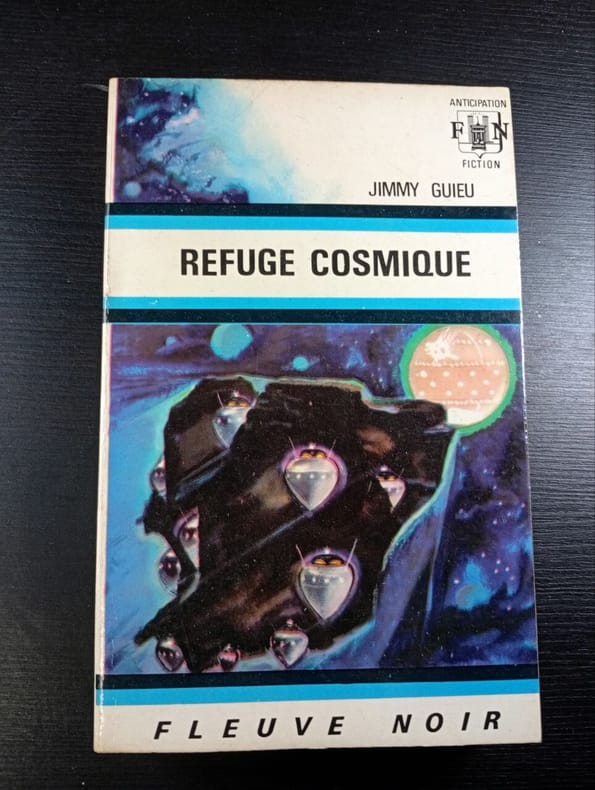 ANTICIPATION
F N
FICTION
JIMMY GUIEU
REFUGE COSMIQUE
FLEUVE NOIR